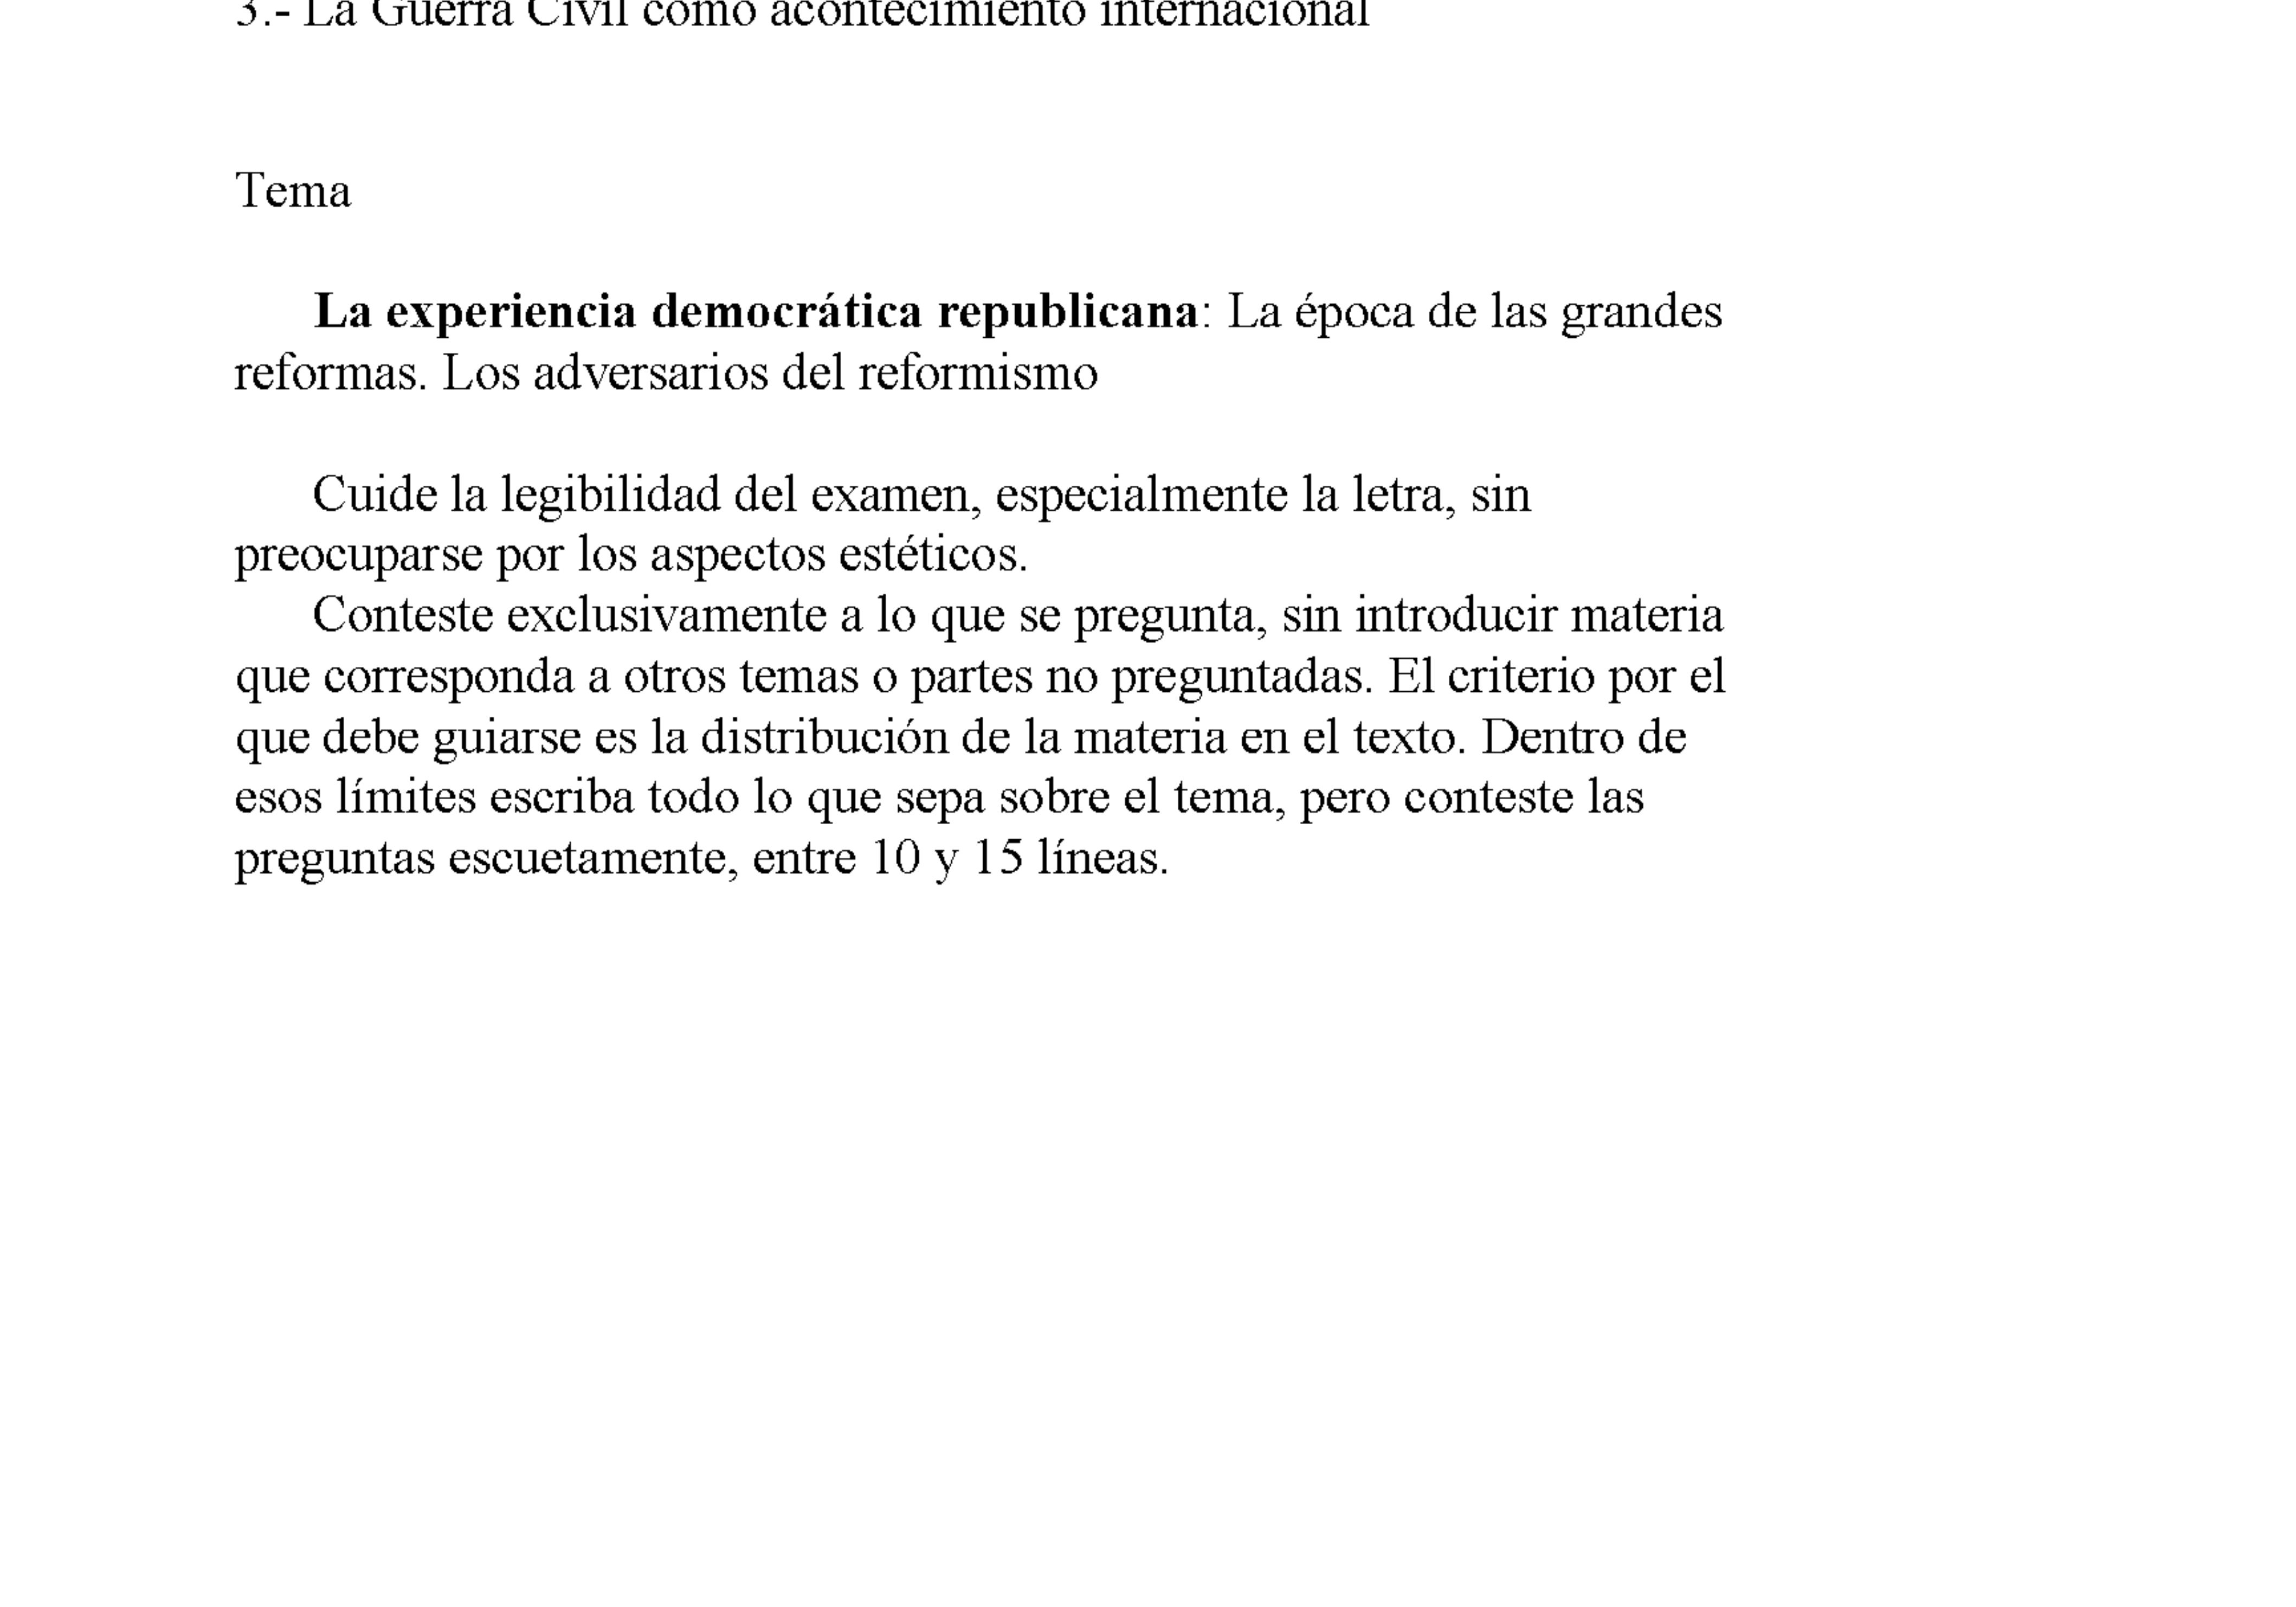 3.- La Guerra Civil como acontecimiento internacional
Tema
La experiencia democrática republicana: La época de las grandes
reformas. Los adversarios del reformismo
Cuide la legibilidad del examen, especialmente la letra, sin
preocuparse por los aspectos estéticos.
Conteste exclusivamente a lo que se pregunta, sin introducir materia
que corresponda a otros temas o partes no preguntadas. El criterio por el
que debe guiarse es la distribución de la materia en el texto. Dentro de
esos límites escriba todo lo que sepa sobre el tema, pero conteste las
preguntas escuetamente, entre 10 y 15 líneas.